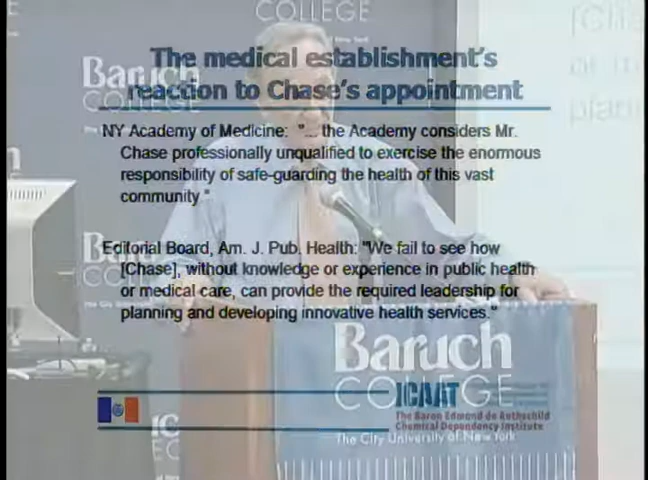 COLLEGE
The medical establishment's
reaction to Chase's appointment
Baruch
COLLEGE
NY Academy of Medicine: "... the Academy considers Mr.
Chase professionally unqualified to exercise the enormous
responsibility of safe-guarding the health of this vast
community."
Editorial Board, Am. J. Pub. Health: "We fail to see how
[Chase], without knowledge or experience in public health
or medical care, can provide the required leadership for
planning and developing innovative health services."
Baruch
COLLEGE
ICAAT
The Baron Edmond de Rothschild
Chemical Dependency Institute
The City University of New York